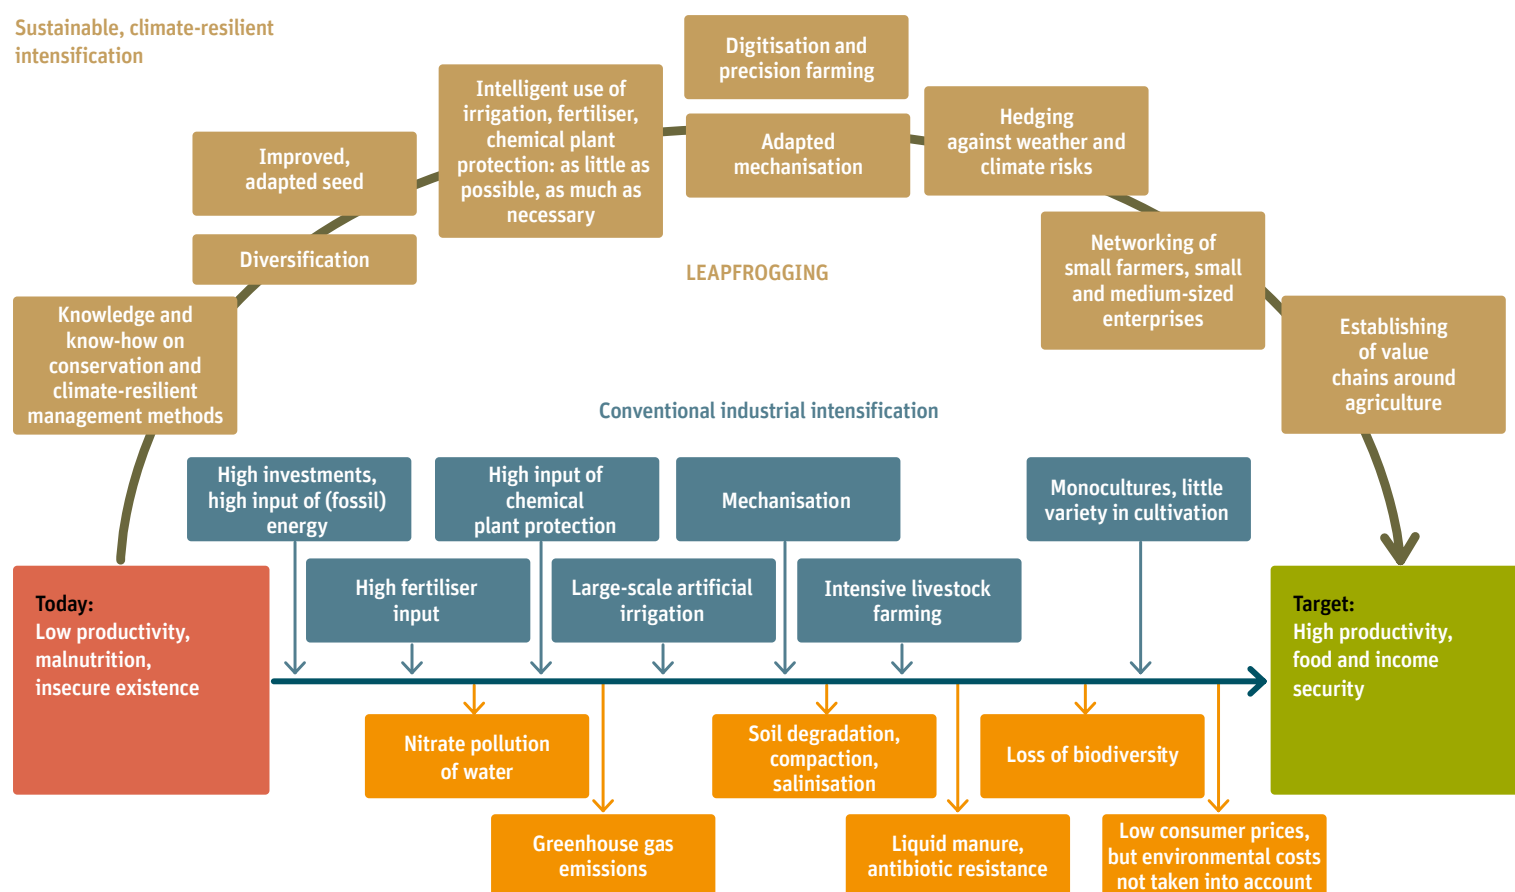 Sustainable, climate-resilient
intensification
Digitisation and
precision farming
Intelligent use of
irrigation, fertiliser,
chemical plant
protection: as little as
possible, as much as
necessary
Hedging
against weather and
climate risks
Improved,
adapted seed
Adapted
mechanisation
Diversification
Networking of
small farmers, small
and medium-sized
enterprises
LEAPFROGGING
Knowledge and
know-how on
conservation and
climate-resilient
management methods
Establishing
of value
chains around
agriculture
Conventional industrial intensification
High investments,
high input of (fossil)
energy
High input of
chemical
plant protection
Mechanisation
Monocultures, little
variety in cultivation
High fertiliser
input
Large-scale artificial
irrigation
Intensive livestock
farming
Today:
Low productivity,
malnutrition,
insecure existence
Target:
High productivity,
food and income
security
Nitrate pollution
of water
Soil degradation,
compaction,
salinisation
Loss of biodiversity
Greenhouse gas
emissions
Liquid manure,
antibiotic resistance
Low consumer prices,
but environmental costs
not taken into account